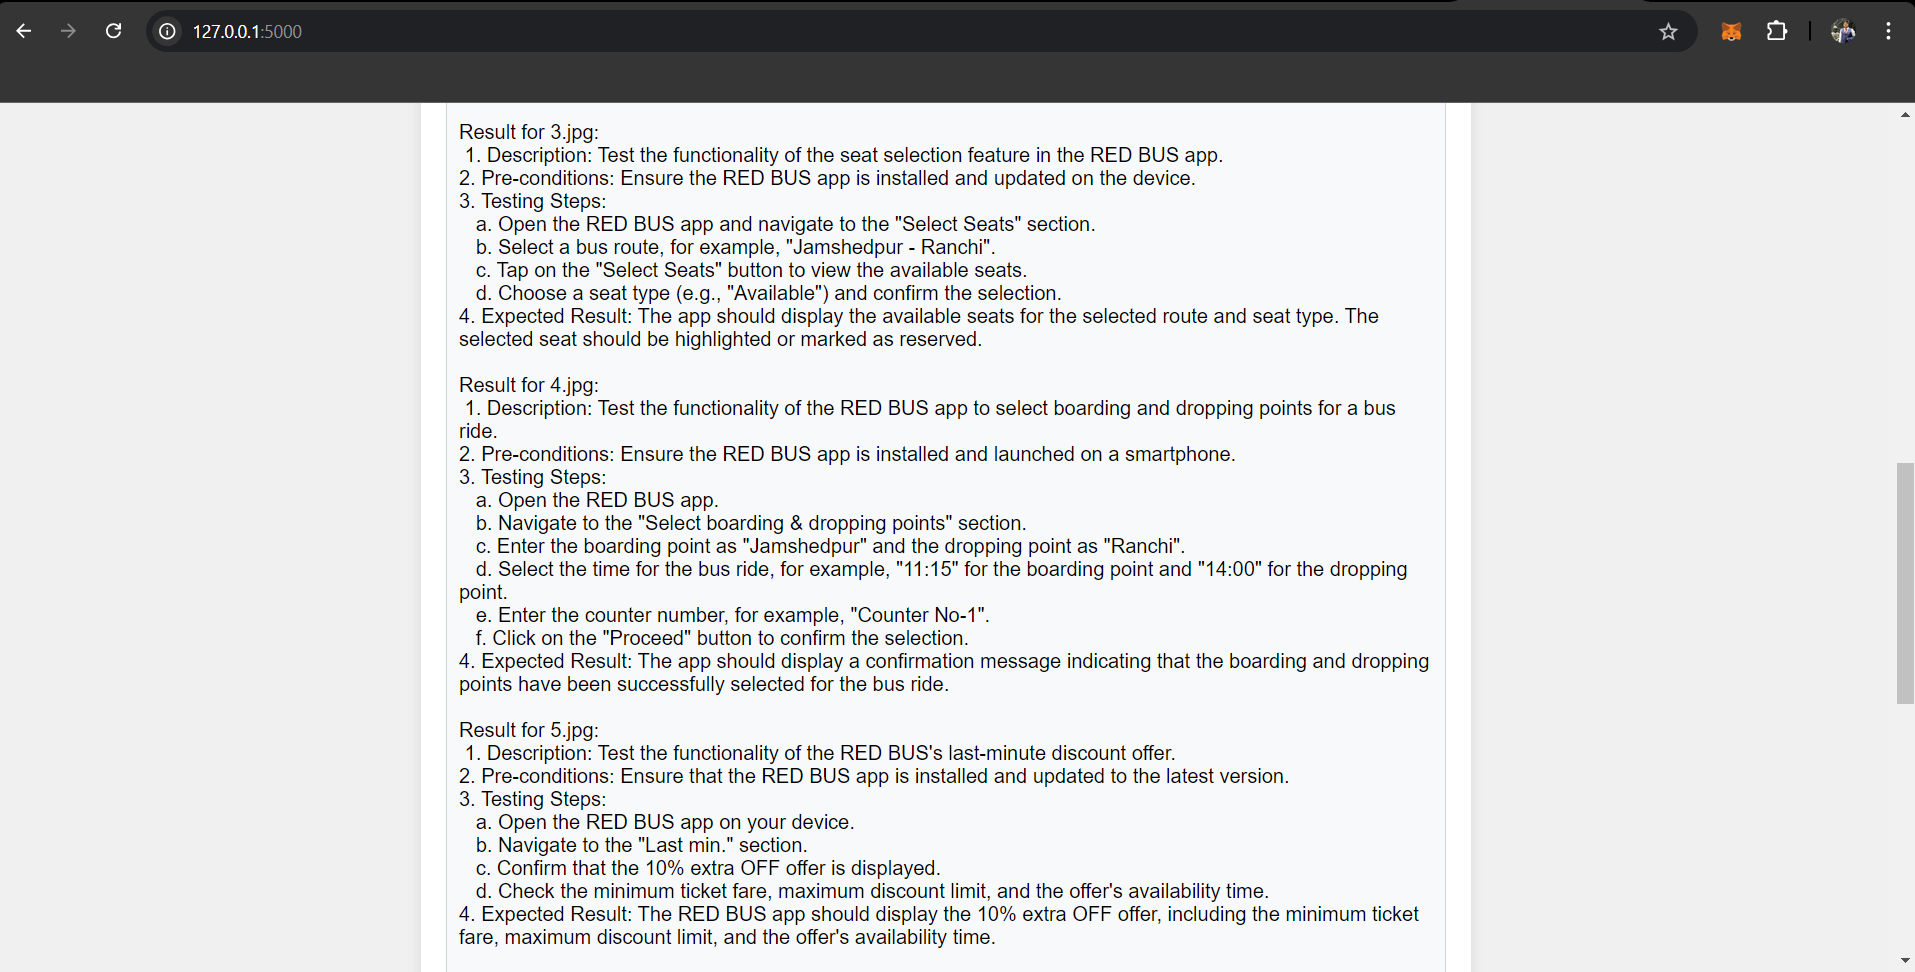 127.0.0.1:5000
Result for 3.jpg:
1. Description: Test the functionality of the seat selection feature in the RED BUS app.
2. Pre-conditions: Ensure the RED BUS app is installed and updated on the device.
3. Testing Steps:
a. Open the RED BUS app and navigate to the "Select Seats" section.
b. Select a bus route, for example, "Jamshedpur - Ranchi".
c. Tap on the "Select Seats" button to view the available seats.
d. Choose a seat type (e.g., "Available") and confirm the selection.
4. Expected Result: The app should display the available seats for the selected route and seat type. The
selected seat should be highlighted or marked as reserved.
Result for 4.jpg:
1. Description: Test the functionality of the RED BUS app to select boarding and dropping points for a bus
ride.
2. Pre-conditions: Ensure the RED BUS app is installed and launched on a smartphone.
3. Testing Steps:
a. Open the RED BUS app.
b. Navigate to the "Select boarding & dropping points" section.
c. Enter the boarding point as "Jamshedpur" and the dropping point as "Ranchi".
d. Select the time for the bus ride, for example, "11:15" for the boarding point and "14:00" for the dropping
point.
e. Enter the counter number, for example, "Counter No-1".
f. Click on the "Proceed" button to confirm the selection.
4. Expected Result: The app should display a confirmation message indicating that the boarding and dropping
points have been successfully selected for the bus ride.
Result for 5.jpg:
1. Description: Test the functionality of the RED BUS's last-minute discount offer.
2. Pre-conditions: Ensure that the RED BUS app is installed and updated to the latest version.
3. Testing Steps:
a. Open the RED BUS app on your device.
b. Navigate to the "Last min." section.
c. Confirm that the 10% extra OFF offer is displayed.
d. Check the minimum ticket fare, maximum discount limit, and the offer's availability time.
4. Expected Result: The RED BUS app should display the 10% extra OFF offer, including the minimum ticket
fare, maximum discount limit, and the offer's availability time.